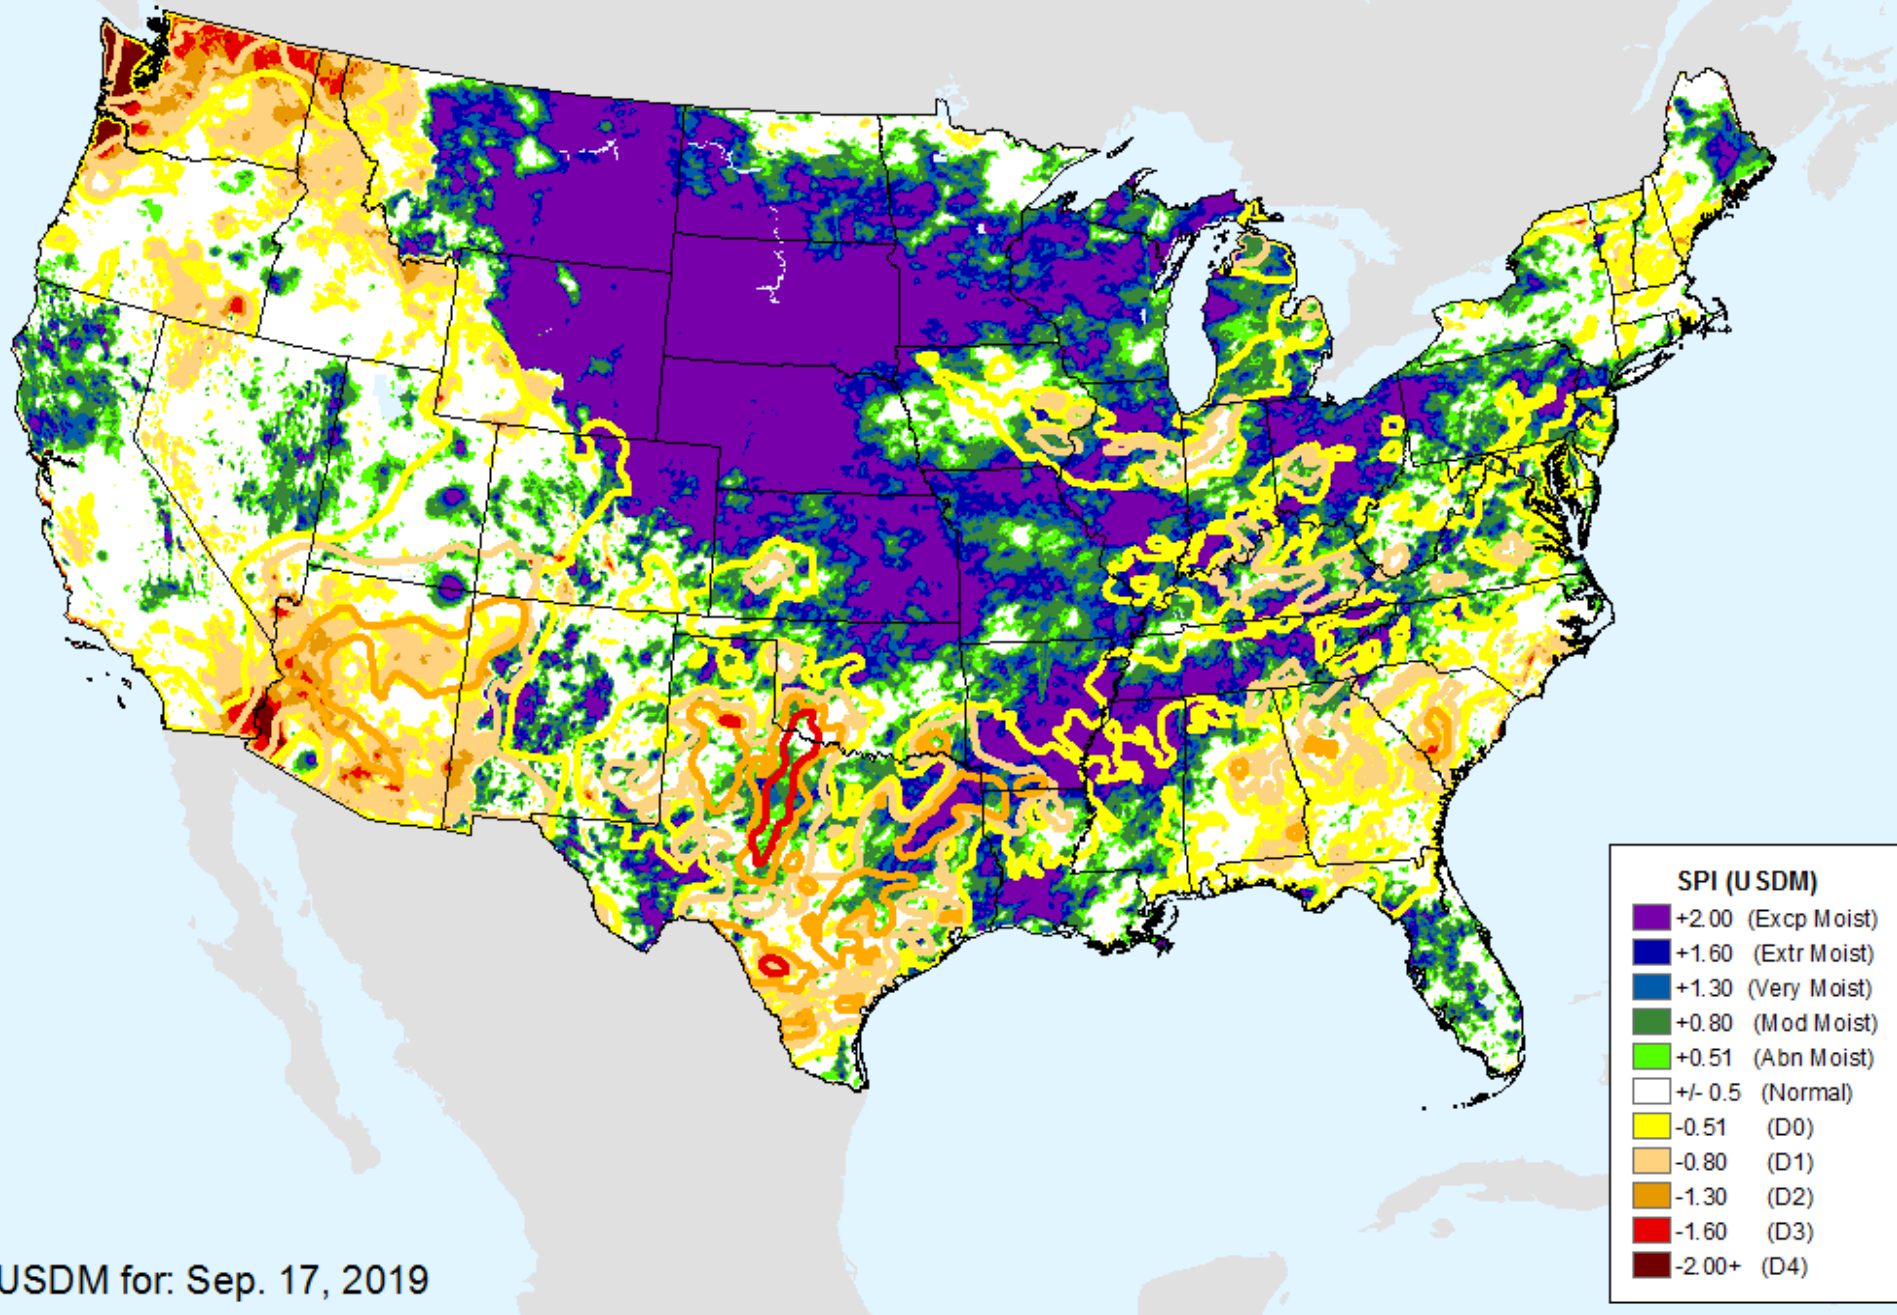 SPI (USDM)
+2.00 (Excp Moist)
+1.60 (Extr Moist)
+1.30 (Very Moist)
+0.80 (Mod Moist)
+0.51 (Abn Moist)
+/- 0.5 (Normal)
-0.51 (D0)
-0.80 (D1)
-1.30 (D2)
-1.60 (D3)
-2.00+ (D4)
USDM for: Sep. 17, 2019